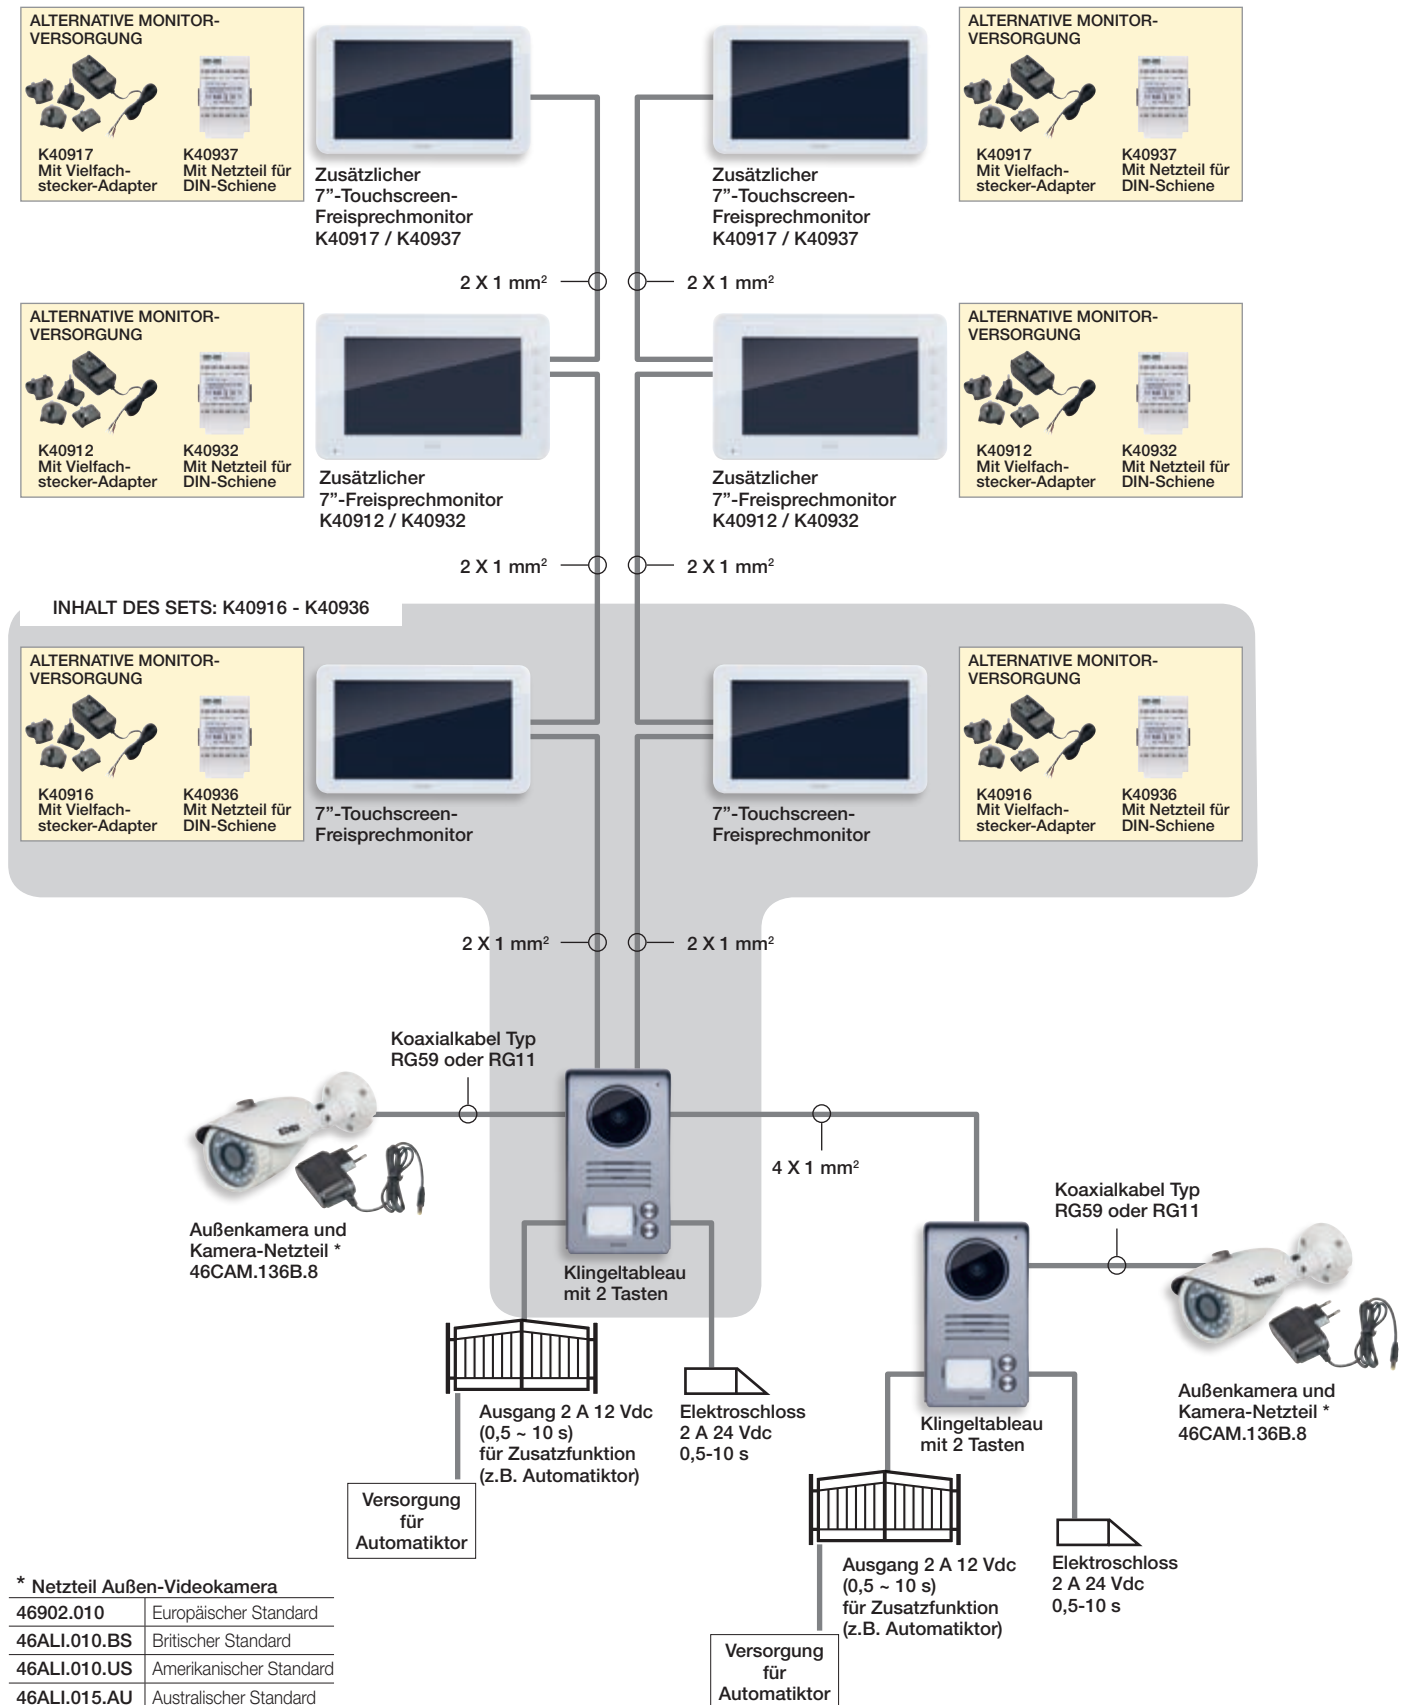 ALTERNATIVE MONITOR-
VERSORGUNG
K40917
Mit Vielfach-
stecker-Adapter
K40937
Mit Netzteil für
DIN-Schiene
Zusätzlicher
7”-Touchscreen-
Freisprechmonitor
K40917 / K40937
Zusätzlicher
7”-Touchscreen-
Freisprechmonitor
K40917 / K40937
ALTERNATIVE MONITOR-
VERSORGUNG
K40917
Mit Vielfach-
stecker-Adapter
K40937
Mit Netzteil für
DIN-Schiene
2 X 1 mm²
2 X 1 mm²
ALTERNATIVE MONITOR-
VERSORGUNG
K40912
Mit Vielfach-
stecker-Adapter
K40932
Mit Netzteil für
DIN-Schiene
Zusätzlicher
7”-Freisprechmonitor
K40912 / K40932
Zusätzlicher
7”-Freisprechmonitor
K40912 / K40932
ALTERNATIVE MONITOR-
VERSORGUNG
K40912
Mit Vielfach-
stecker-Adapter
K40932
Mit Netzteil für
DIN-Schiene
2 X 1 mm²
2 X 1 mm²
INHALT DES SETS: K40916 - K40936
ALTERNATIVE MONITOR-
VERSORGUNG
K40916
Mit Vielfach-
stecker-Adapter
K40936
Mit Netzteil für
DIN-Schiene
7”-Touchscreen-
Freisprechmonitor
7”-Touchscreen-
Freisprechmonitor
ALTERNATIVE MONITOR-
VERSORGUNG
K40916
Mit Vielfach-
stecker-Adapter
K40936
Mit Netzteil für
DIN-Schiene
2 X 1 mm²
2 X 1 mm²
Koaxialkabel Typ
RG59 oder RG11
4 X 1 mm²
Außenkamera und
Kamera-Netzteil *
46CAM.136B.8
Klingeltableau
mit 2 Tasten
Koaxialkabel Typ
RG59 oder RG11
Außenkamera und
Kamera-Netzteil *
46CAM.136B.8
Klingeltableau
mit 2 Tasten
Ausgang 2 A 12 Vdc
(0,5 ~ 10 s)
für Zusatzfunktion
(z.B. Automatiktor)
Elektroschloss
2 A 24 Vdc
0,5-10 s
Versorgung
für
Automatiktor
Ausgang 2 A 12 Vdc
(0,5 ~ 10 s)
für Zusatzfunktion
(z.B. Automatiktor)
Elektroschloss
2 A 24 Vdc
0,5-10 s
Versorgung
für
Automatiktor
* Netzteil Außen-Videokamera
46902.010 Europäischer Standard
46ALI.010.BS Britischer Standard
46ALI.010.US Amerikanischer Standard
46ALI.015.AU Australischer Standard